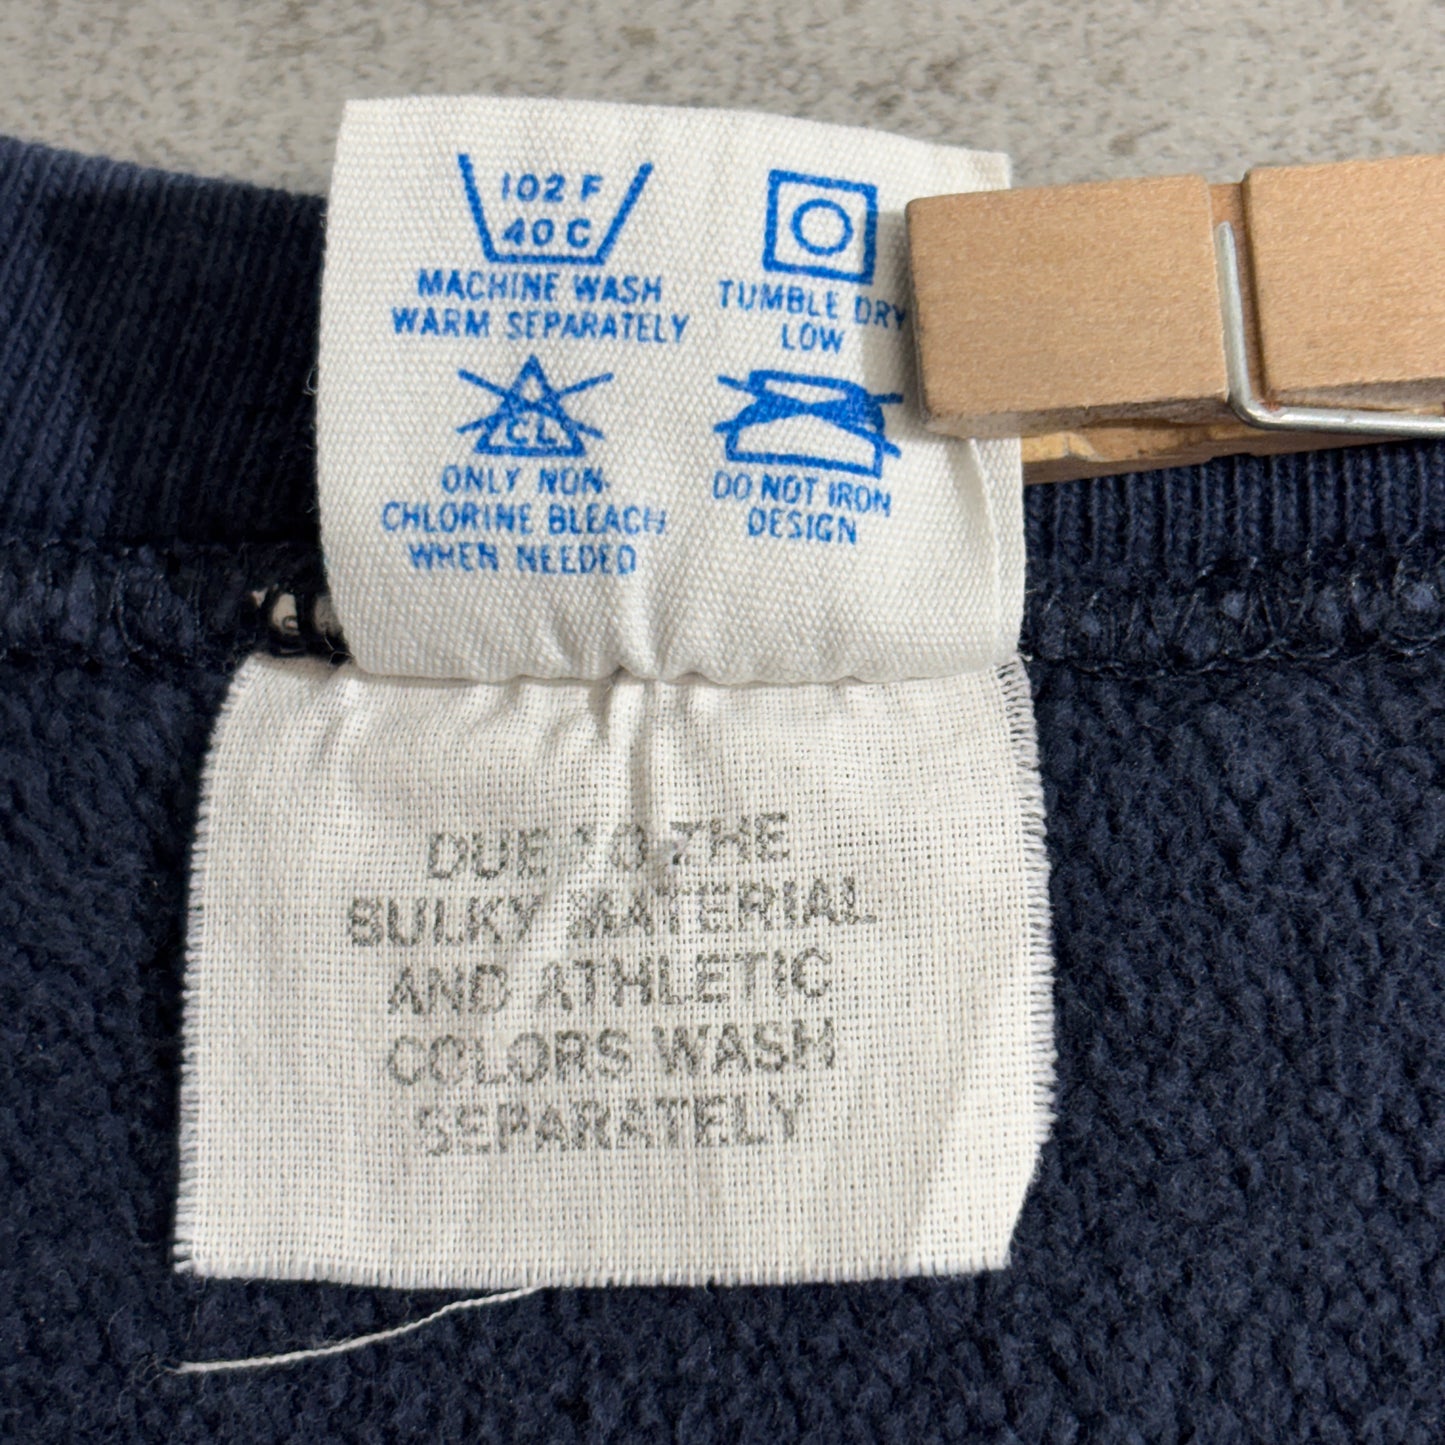 102 F
40 C
MACHINE WASH
WARM SEPARATELY
TUMBLE DRY
LOW
CL
ONLY NON-
CHLORINE BLEACH
WHEN NEEDED
DO NOT IRON
DESIGN
DUE TO THE
BULKY MATERIAL
AND ATHLETIC
COLORS WASH
SEPARATELY